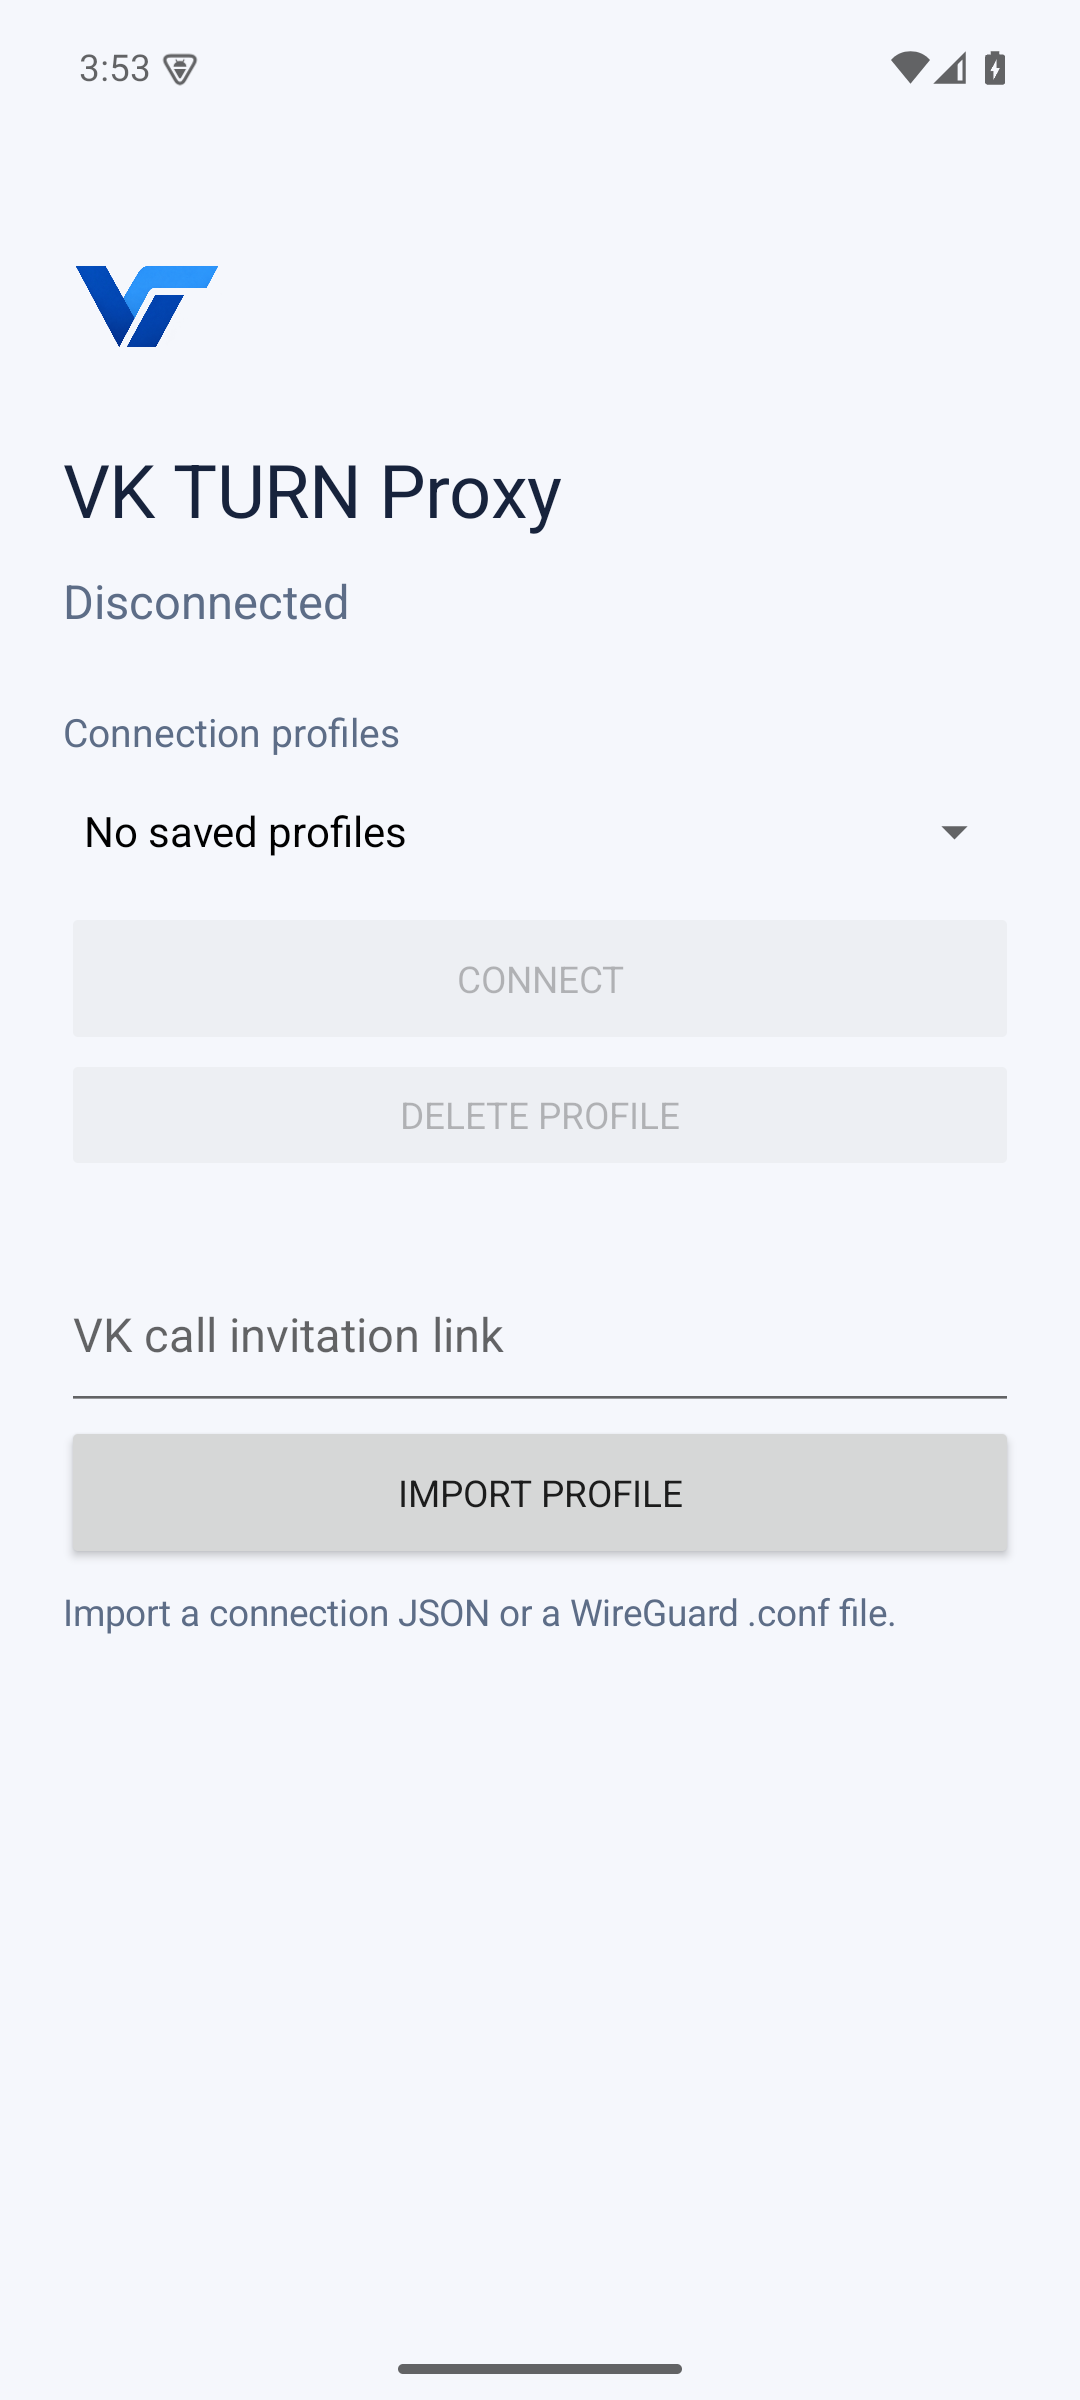 3:53
VK TURN Proxy
Disconnected
Connection profiles
No saved profiles
CONNECT
DELETE PROFILE
VK call invitation link
IMPORT PROFILE
Import a connection JSON or a WireGuard .conf file.